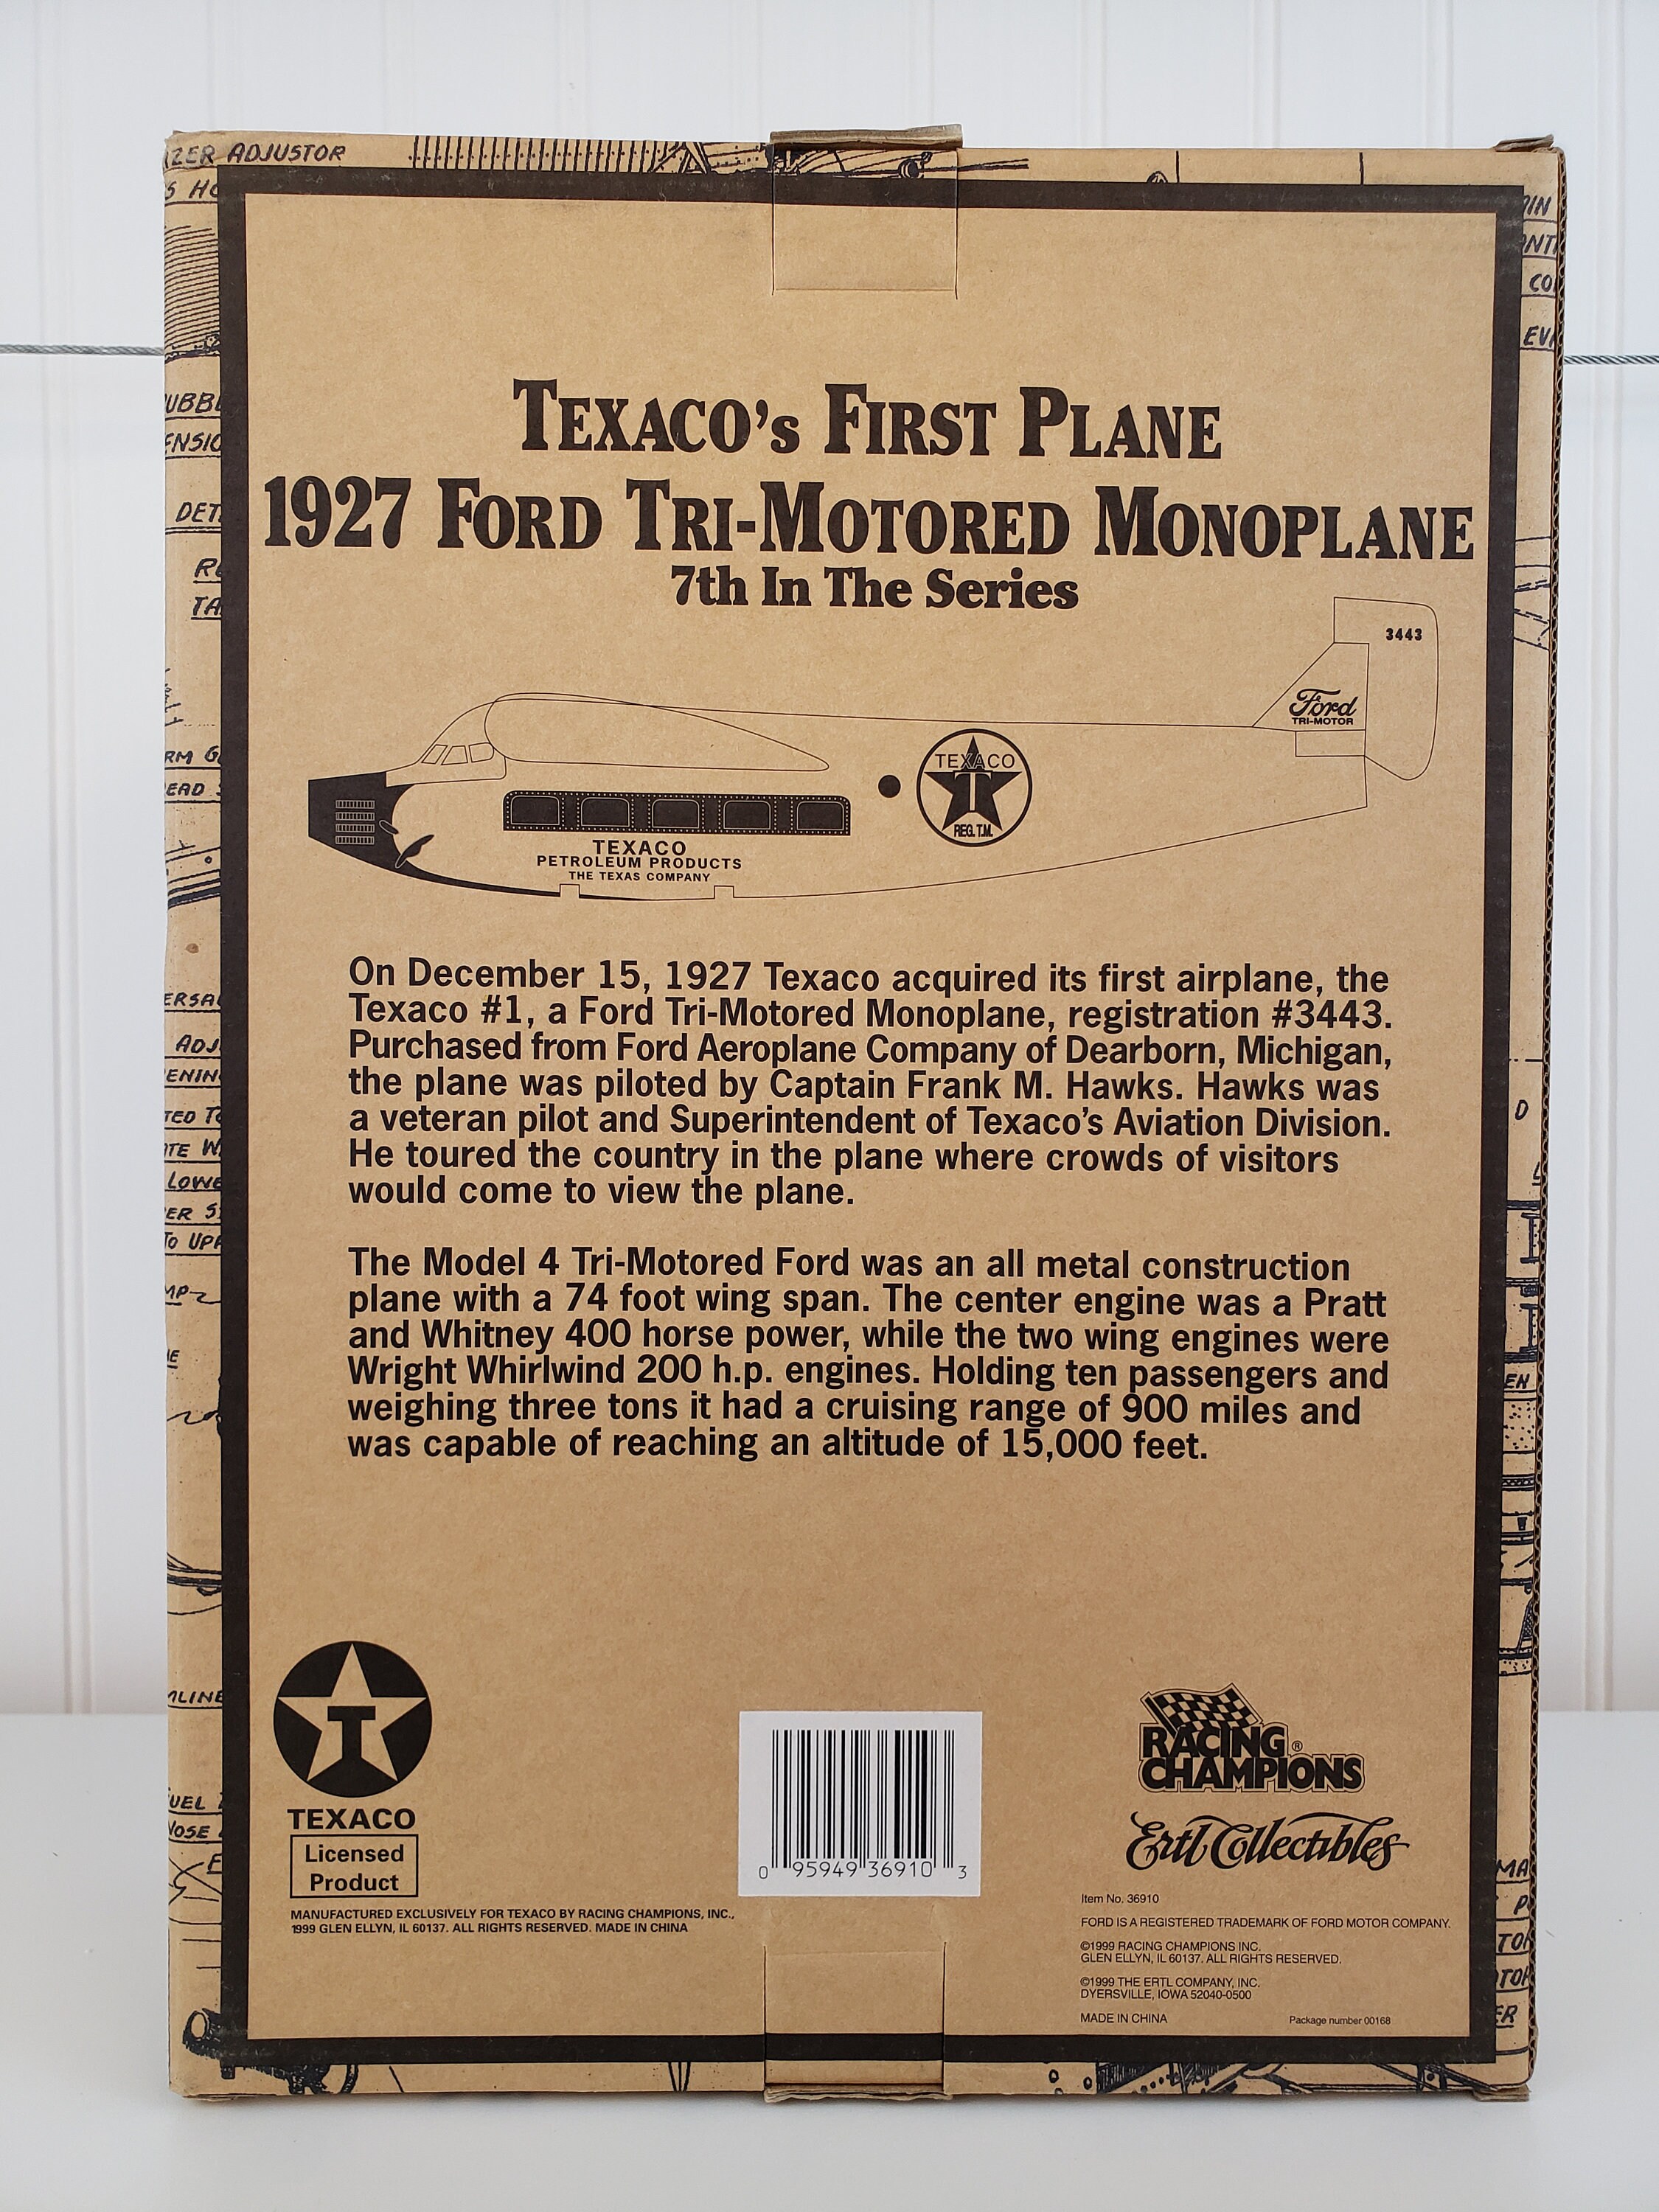 ADJUSTOR
TEXACO's FIRST PLANE
1927 FORD TRI-MOTORED MONOPLANE
7th In The Series
3443
Ford
TRI-MOTOR
TEXACO
T
REG. T.M.
TEXACO
PETROLEUM PRODUCTS
THE TEXAS COMPANY
On December 15, 1927 Texaco acquired its first airplane, the
Texaco #1, a Ford Tri-Motored Monoplane, registration #3443.
Purchased from Ford Aeroplane Company of Dearborn, Michigan,
the plane was piloted by Captain Frank M. Hawks. Hawks was
a veteran pilot and Superintendent of Texaco's Aviation Division.
He toured the country in the plane where crowds of visitors
would come to view the plane.
The Model 4 Tri-Motored Ford was an all metal construction
plane with a 74 foot wing span. The center engine was a Pratt
and Whitney 400 horse power, while the two wing engines were
Wright Whirlwind 200 h.p. engines. Holding ten passengers and
weighing three tons it had a cruising range of 900 miles and
was capable of reaching an altitude of 15,000 feet.
T
TEXACO
Licensed
Product
MANUFACTURED EXCLUSIVELY FOR TEXACO BY RACING CHAMPIONS, INC.,
1999 GLEN ELLYN, IL 60137. ALL RIGHTS RESERVED. MADE IN CHINA
0 95949 36910 3
RACING ®
CHAMPIONS
Ertl Collectibles
Item No. 36910
FORD IS A REGISTERED TRADEMARK OF FORD MOTOR COMPANY.
©1999 RACING CHAMPIONS INC.
GLEN ELLYN, IL 60137. ALL RIGHTS RESERVED.
©1999 THE ERTL COMPANY, INC.
DYERSVILLE, IOWA 52040-0500
MADE IN CHINA
Package number 00168